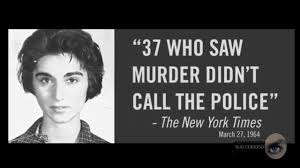 “37 WHO SAW
MURDER DIDN’T
CALL THE POLICE”
- The New York Times
March 27, 1964